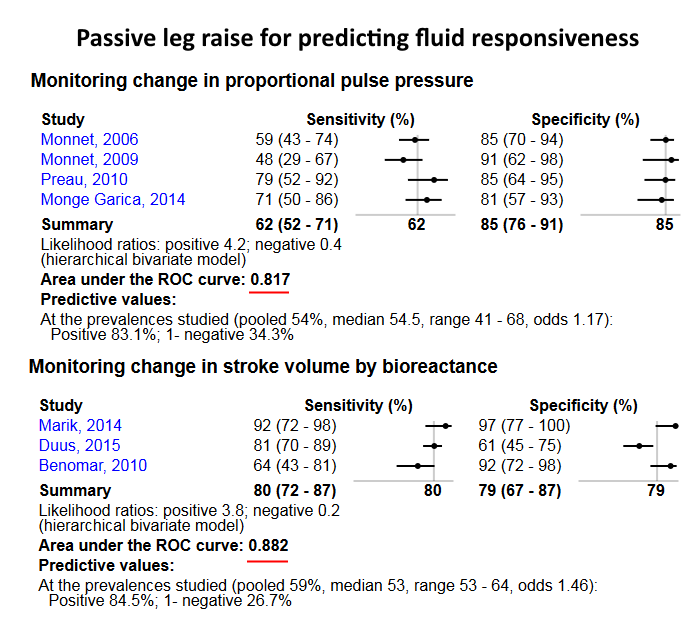 Passive leg raise for predicting fluid responsiveness
Monitoring change in proportional pulse pressure
Study Sensitivity (%) Specificity (%)
Monnet, 2006 59 (43 - 74) 85 (70 - 94)
Monnet, 2009 48 (29 - 67) 91 (62 - 98)
Preau, 2010 79 (52 - 92) 85 (64 - 95)
Monge Garica, 2014 71 (50 - 86) 81 (57 - 93)
Summary 62 (52 - 71) 62 85 (76 - 91) 85
Likelihood ratios: positive 4.2; negative 0.4
(hierarchical bivariate model)
Area under the ROC curve: 0.817
Predictive values:
At the prevalences studied (pooled 54%, median 54.5, range 41 - 68, odds 1.17):
Positive 83.1%; 1- negative 34.3%
Monitoring change in stroke volume by bioreactance
Study Sensitivity (%) Specificity (%)
Marik, 2014 92 (72 - 98) 97 (77 - 100)
Duus, 2015 81 (70 - 89) 61 (45 - 75)
Benomar, 2010 64 (43 - 81) 92 (72 - 98)
Summary 80 (72 - 87) 80 79 (67 - 87) 79
Likelihood ratios: positive 3.8; negative 0.2
(hierarchical bivariate model)
Area under the ROC curve: 0.882
Predictive values:
At the prevalences studied (pooled 59%, median 53, range 53 - 64, odds 1.46):
Positive 84.5%; 1- negative 26.7%